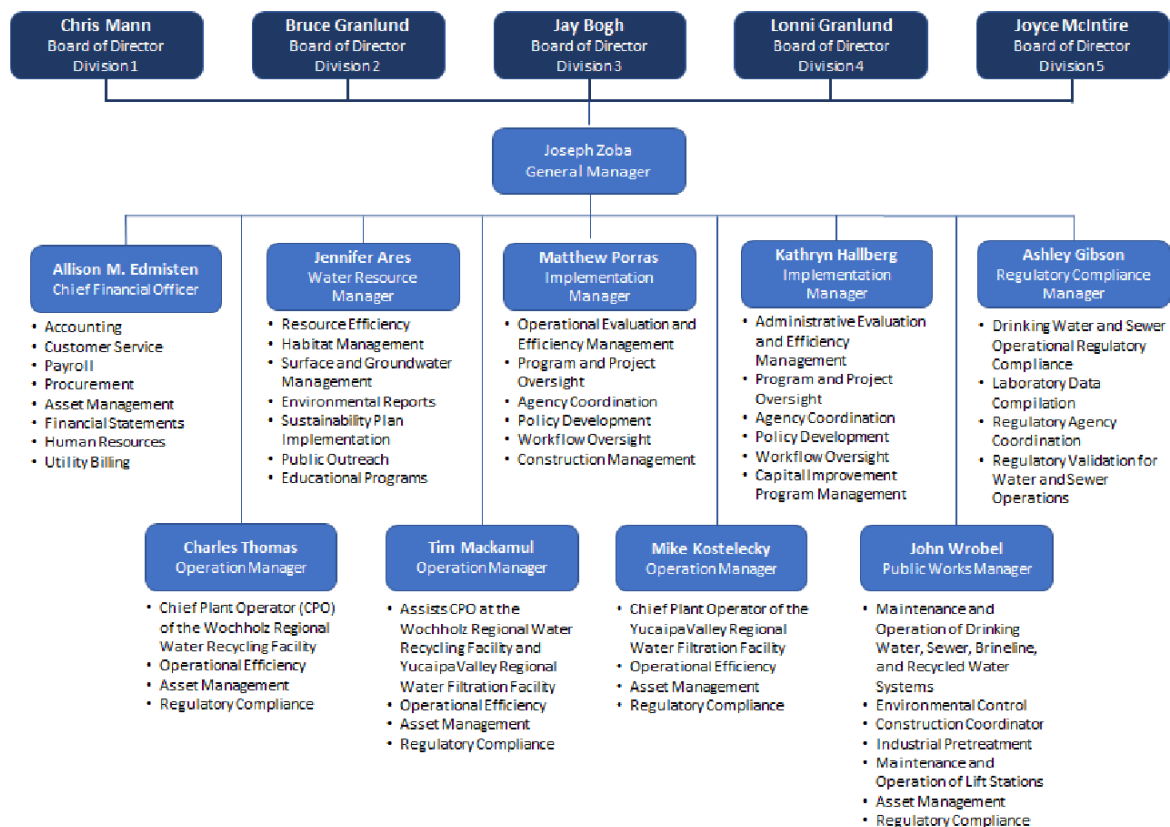 Chris Mann
Board of Director
Division 1
Bruce Granlund
Board of Director
Division 2
Jay Bogh
Board of Director
Division 3
Lonni Granlund
Board of Director
Division 4
Joyce McIntire
Board of Director
Division 5
Joseph Zoba
General Manager
Allison M. Edmisten
Chief Financial Officer
• Accounting
• Customer Service
• Payroll
• Procurement
• Asset Management
• Financial Statements
• Human Resources
• Utility Billing
Jennifer Ares
Water Resource
Manager
• Resource Efficiency
• Habitat Management
• Surface and Groundwater
Management
• Environmental Reports
• Sustainability Plan
Implementation
• Public Outreach
• Educational Programs
Matthew Porras
Implementation
Manager
• Operational Evaluation and
Efficiency Management
• Program and Project
Oversight
• Agency Coordination
• Policy Development
• Workflow Oversight
• Construction Management
Kathryn Hallberg
Implementation
Manager
• Administrative Evaluation
and Efficiency
Management
• Program and Project
Oversight
• Agency Coordination
• Policy Development
• Workflow Oversight
• Capital Improvement
Program Management
Ashley Gibson
Regulatory Compliance
Manager
• Drinking Water and Sewer
Operational Regulatory
Compliance
• Laboratory Data
Compilation
• Regulatory Agency
Coordination
• Regulatory Validation for
Water and Sewer
Operations
Charles Thomas
Operation Manager
• Chief Plant Operator (CPO)
of the Wochholz Regional
Water Recycling Facility
• Operational Efficiency
• Asset Management
• Regulatory Compliance
Tim Mackamul
Operation Manager
• Assists CPO at the
Wochholz Regional Water
Recycling Facility and
Yucaipa Valley Regional
Water Filtration Facility
• Operational Efficiency
• Asset Management
• Regulatory Compliance
Mike Kostelecky
Operation Manager
• Chief Plant Operator of the
Yucaipa Valley Regional
Water Filtration Facility
• Operational Efficiency
• Asset Management
• Regulatory Compliance
John Wrobel
Public Works Manager
• Maintenance and
Operation of Drinking
Water, Sewer, Brineline,
and Recycled Water
Systems
• Environmental Control
• Construction Coordinator
• Industrial Pretreatment
• Maintenance and
Operation of Lift Stations
• Asset Management
• Regulatory Compliance